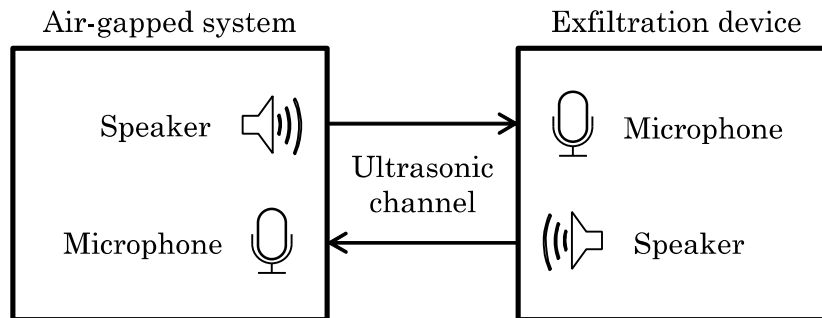 Air-gapped system
Exfiltration device
Speaker
Microphone
Ultrasonic
channel
Microphone
Speaker